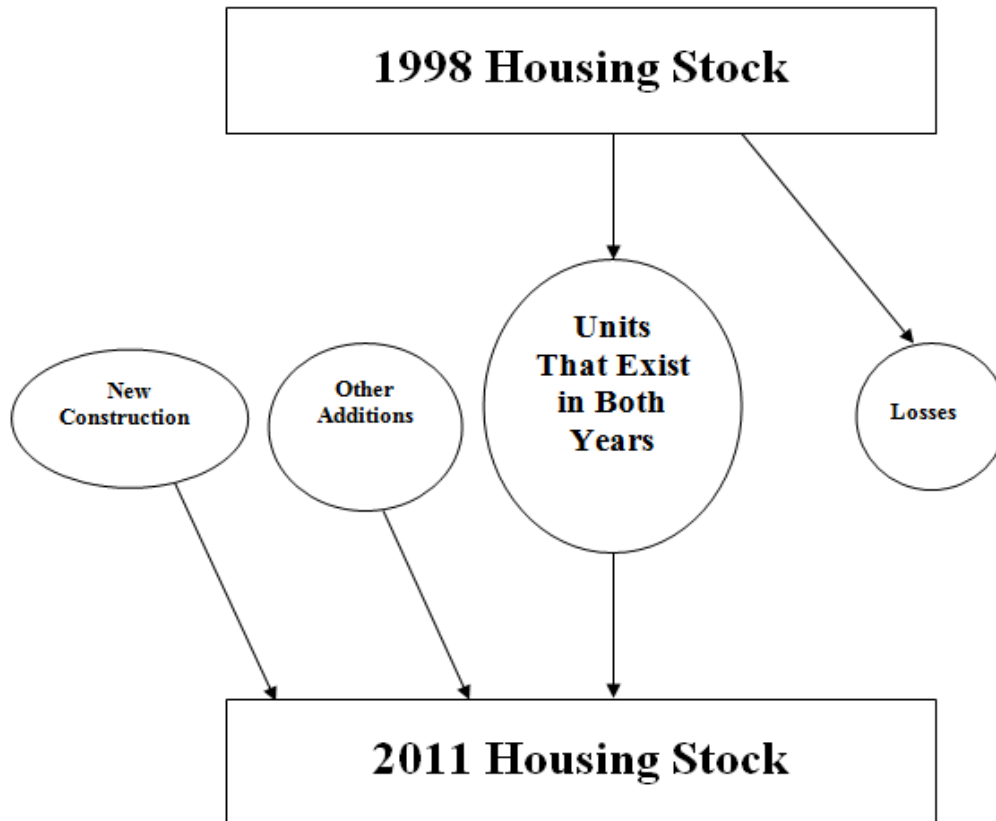 1998 Housing Stock
Units
That Exist
in Both
Years
New
Construction
Other
Additions
Losses
2011 Housing Stock